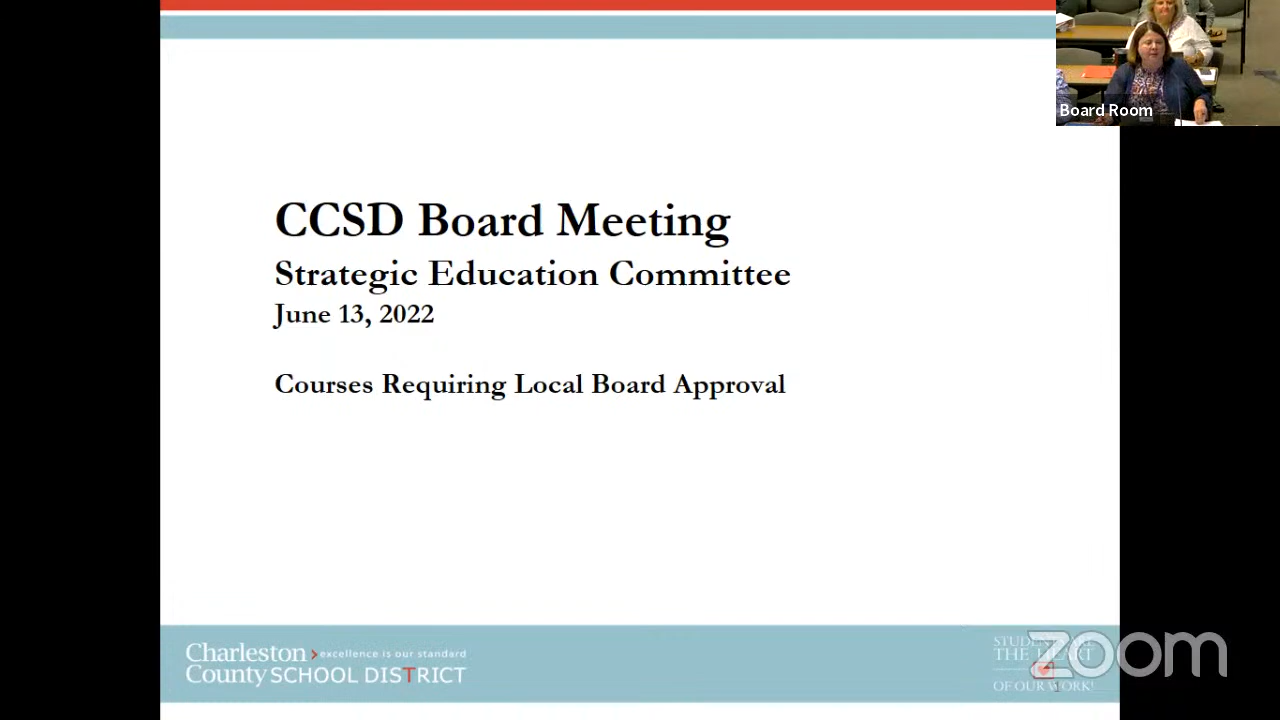 Board Room
CCSD Board Meeting
Strategic Education Committee
June 13, 2022
Courses Requiring Local Board Approval
Charleston excellence is our standard
County SCHOOL DISTRICT
THE HEART
OF OUR WORK!
zoom